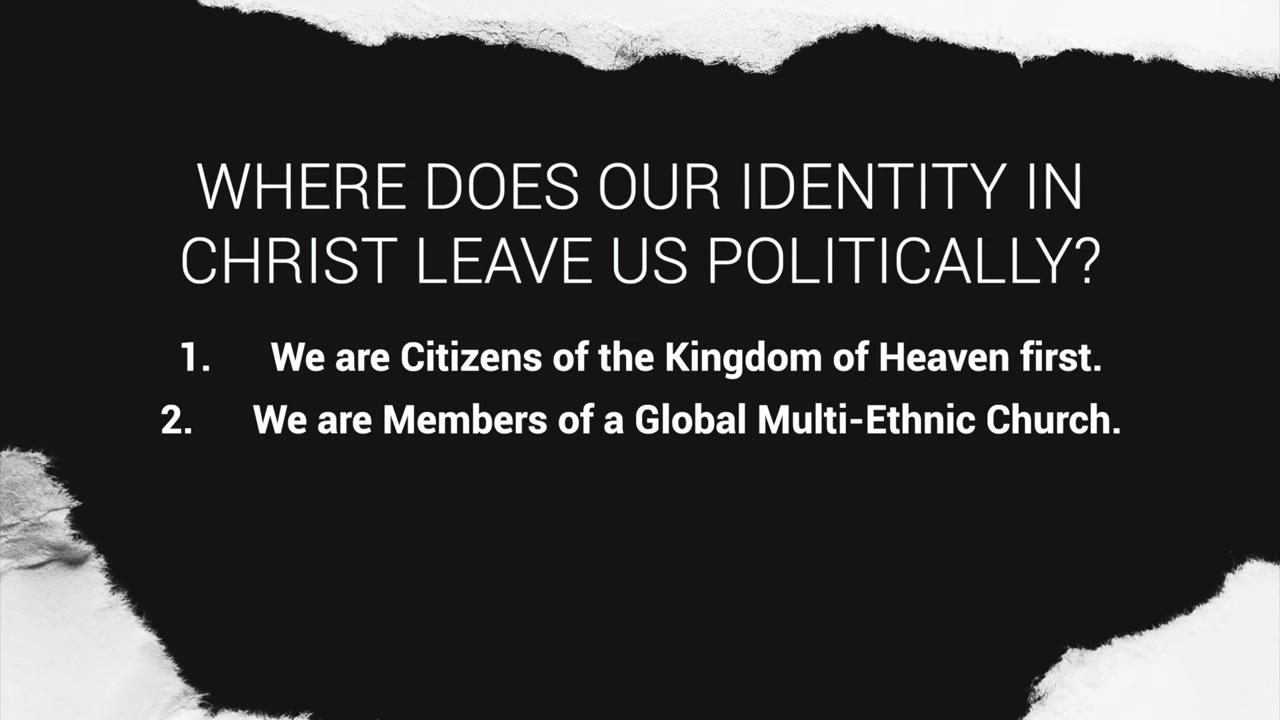 WHERE DOES OUR IDENTITY IN
CHRIST LEAVE US POLITICALLY?
1. We are Citizens of the Kingdom of Heaven first.
2. We are Members of a Global Multi-Ethnic Church.